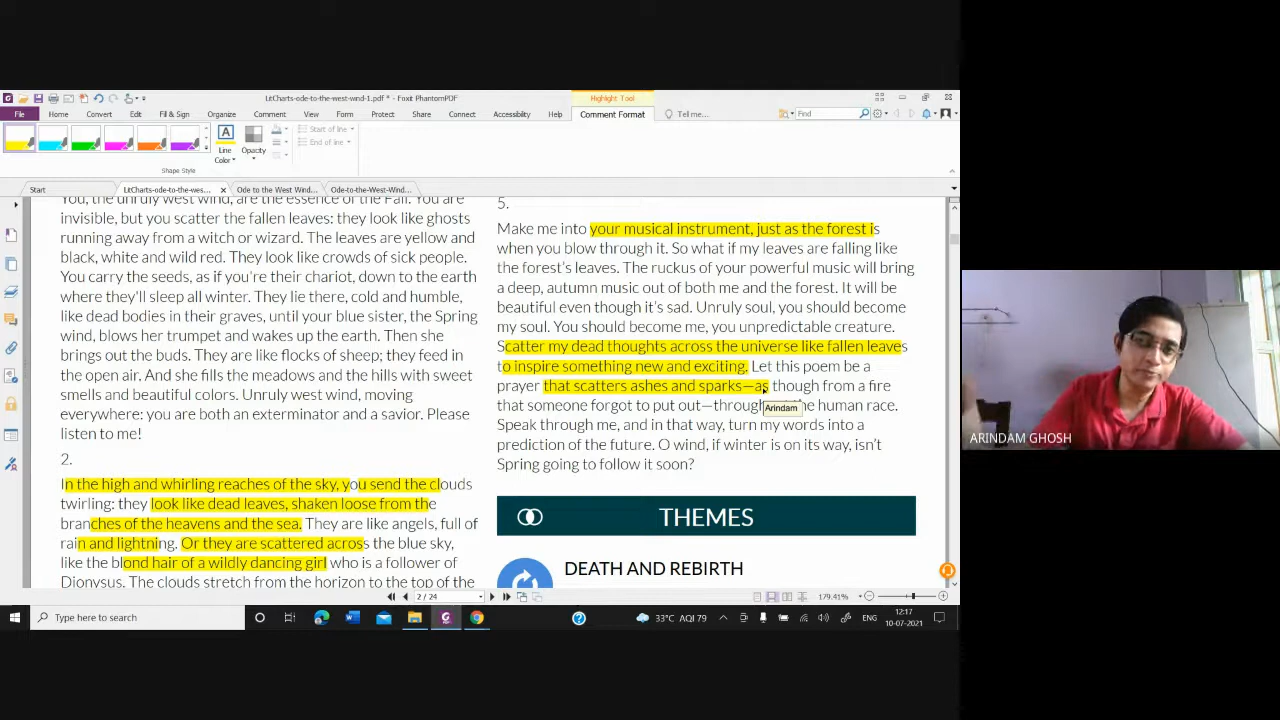 LitCharts-ode-to-the-west-wnd-1.pdf * - Foxit PhantomPDF
Highlight Tool
File Home Convert Edit Fill & Sign Organize Comment View Form Protect Share Connect Accessibility Help Comment Format Tell me... Find
Line
Color
Opacity
Start of line
End of line
Shape Style
Start
LitCharts-ode-to-the-wes...
Ode to the West Wind...
Ode-to-the-West-Wind...
You, the unruly west wind, are the essence of the Fall. You are
invisible, but you scatter the fallen leaves: they look like ghosts
running away from a witch or wizard. The leaves are yellow and
black, white and wild red. They look like crowds of sick people.
You carry the seeds, as if you're their chariot, down to the earth
where they'll sleep all winter. They lie there, cold and humble,
like dead bodies in their graves, until your blue sister, the Spring
wind, blows her trumpet and wakes up the earth. Then she
brings out the buds. They are like flocks of sheep; they feed in
the open air. And she fills the meadows and the hills with sweet
smells and beautiful colors. Unruly west wind, moving
everywhere: you are both an exterminator and a savior. Please
listen to me!
2.
In the high and whirling reaches of the sky, you send the clouds
twirling: they look like dead leaves, shaken loose from the
branches of the heavens and the sea. They are like angels, full of
rain and lightning. Or they are scattered across the blue sky,
like the blond hair of a wildly dancing girl who is a follower of
Dionysus. The clouds stretch from the horizon to the top of the
5.
Make me into your musical instrument, just as the forest is
when you blow through it. So what if my leaves are falling like
the forest's leaves. The ruckus of your powerful music will bring
a deep, autumn music out of both me and the forest. It will be
beautiful even though it's sad. Unruly soul, you should become
my soul. You should become me, you unpredictable creature.
Scatter my dead thoughts across the universe like fallen leaves
to inspire something new and exciting. Let this poem be a
prayer that scatters ashes and sparks—as though from a fire
that someone forgot to put out—through the human race.
Arindam
Speak through me, and in that way, turn my words into a
prediction of the future. O wind, if winter is on its way, isn't
Spring going to follow it soon?
THEMES
DEATH AND REBIRTH
2 / 24
179.41%
Type here to search
33°C AQI 79
ENG
12:17
10-07-2021
ARINDAM GHOSH